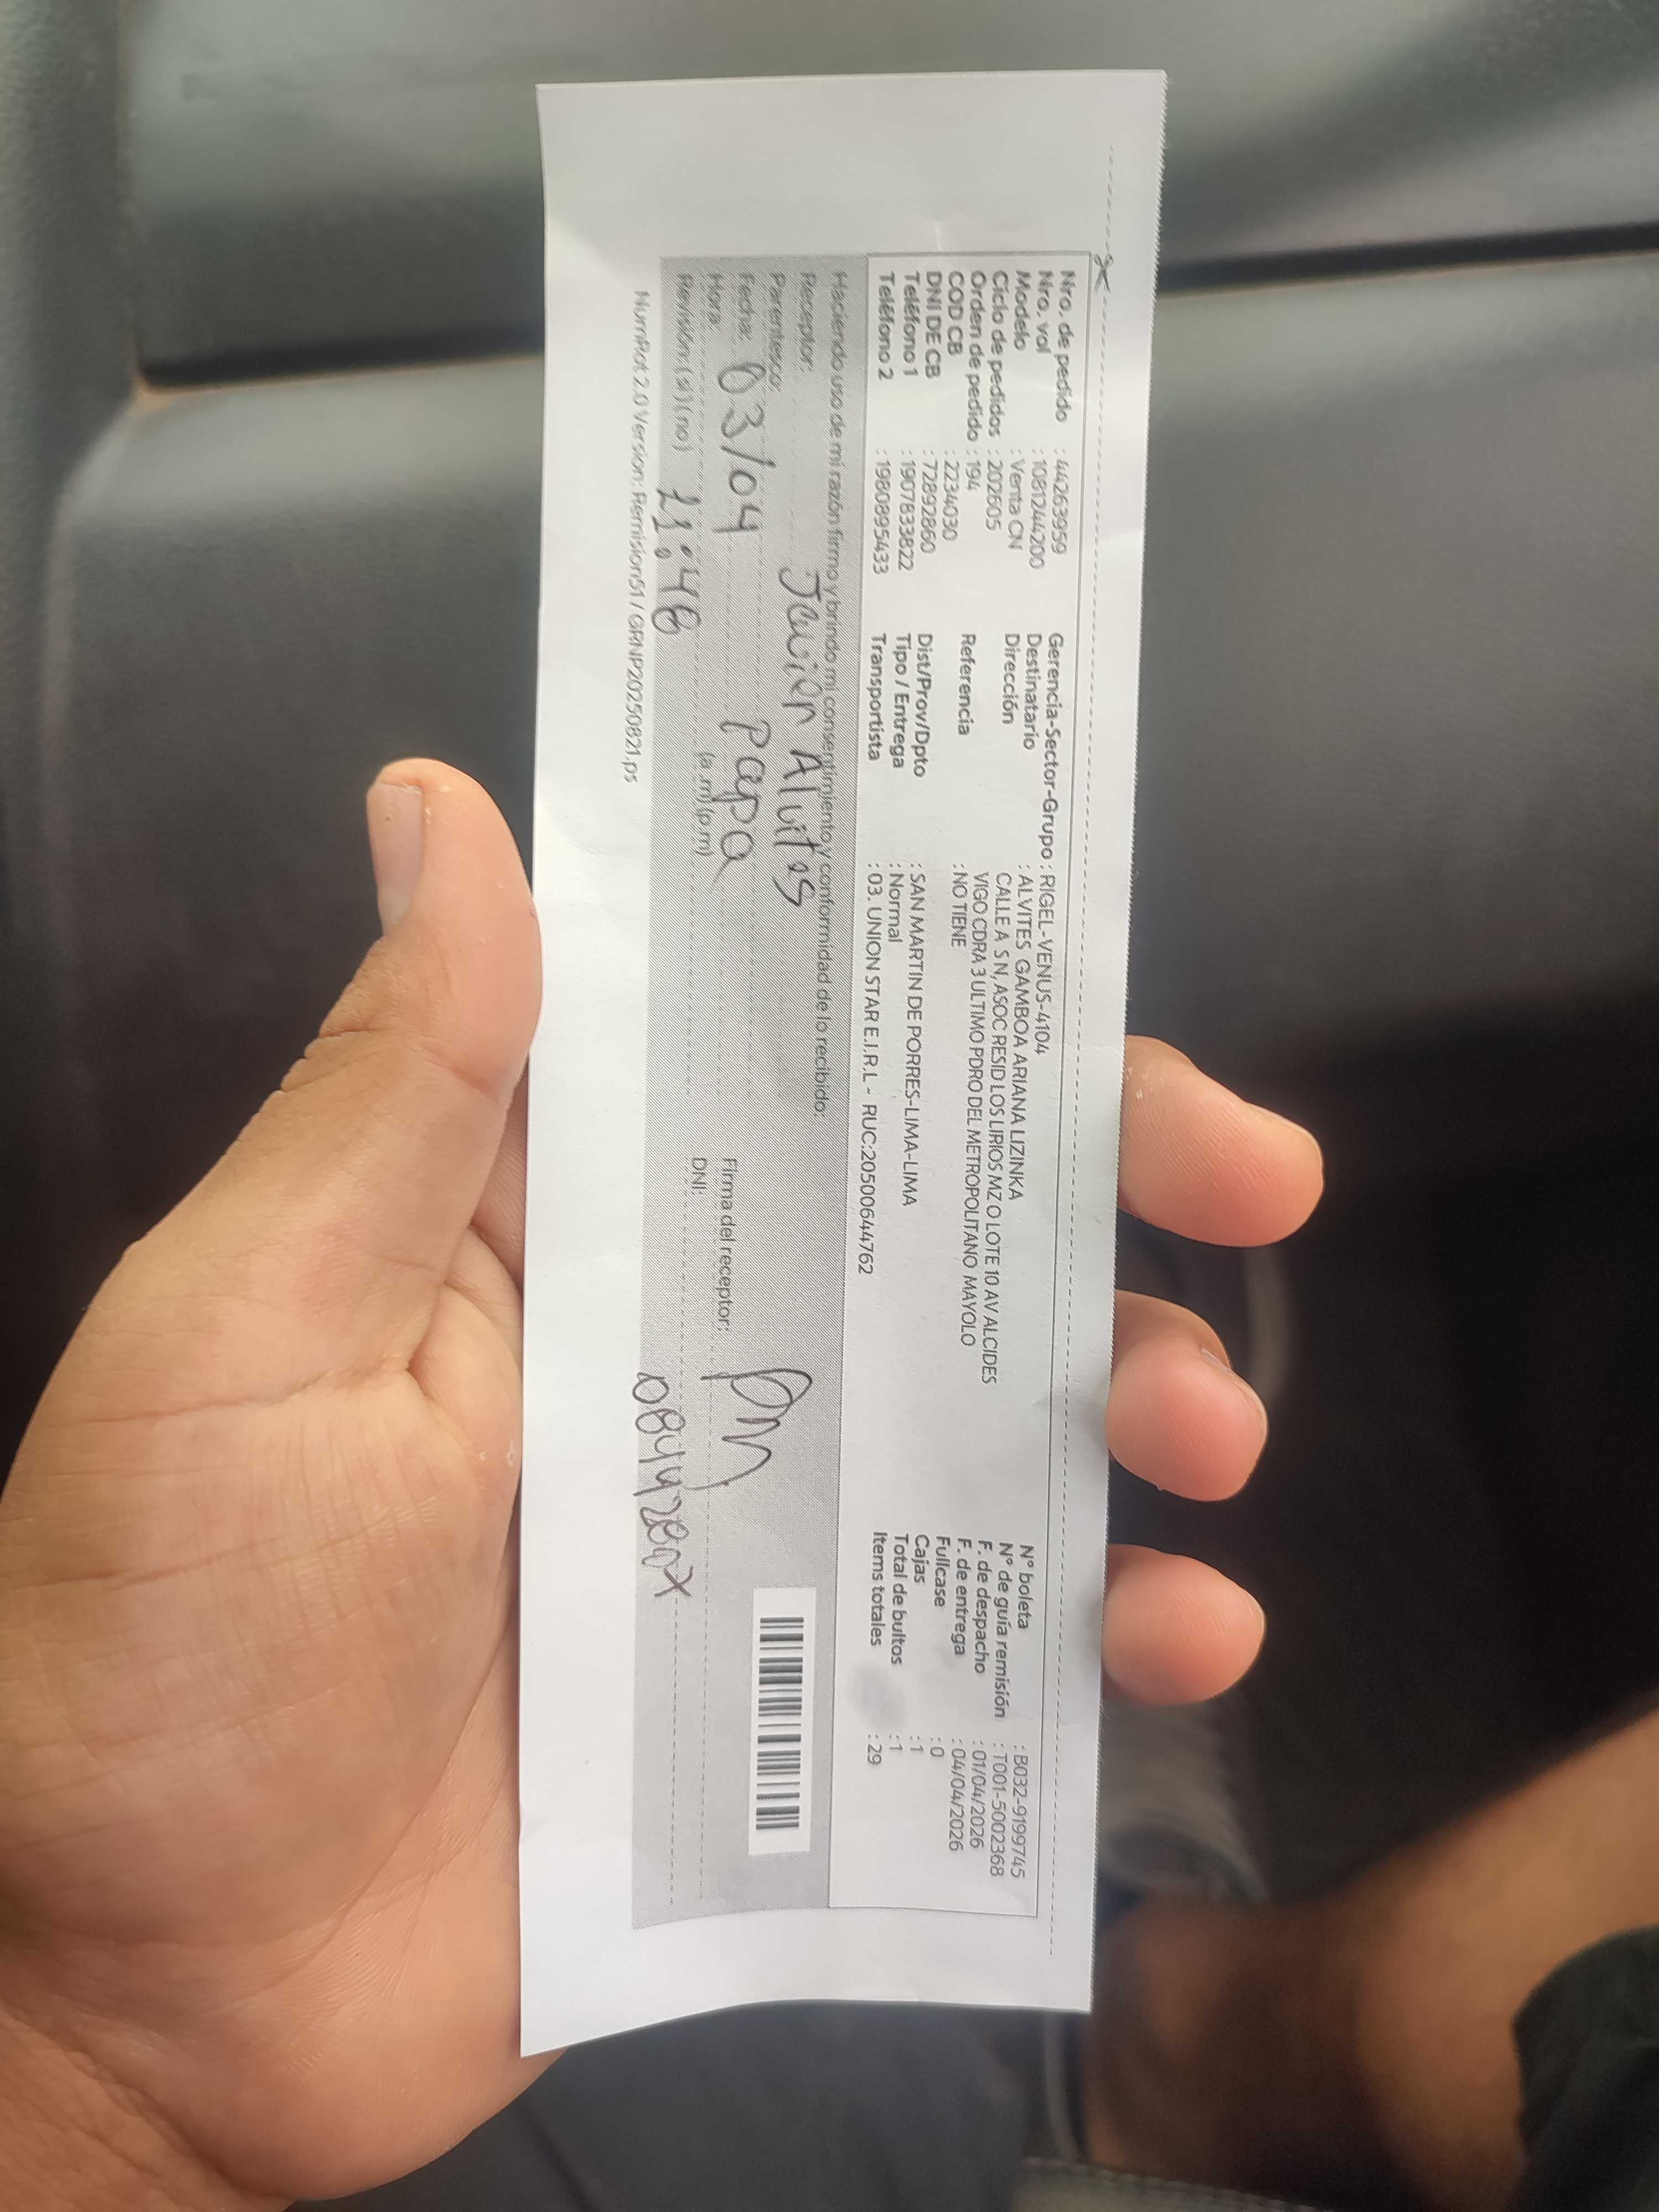 Nro. de pedido : 44263959
Nro. vol : 1081244200
Modelo : Venta CN
Ciclo de pedidos : 202605
Orden de pedido : 194
COD CB : 2234030
DNI DE CB : 72892860
Teléfono 1 : 1907833822
Teléfono 2 : 1980895433
Gerencia-Sector-Grupo : RIGEL-VENUS-4104
Destinatario : ALVITES GAMBOA ARIANA LIZINKA
Dirección : CALLE A S N, ASOC RESID LOS LIRIOS MZ O LOTE 10 AV ALCIDES
VIGO CDRA 3 ULTIMO PDRO DEL METROPOLITANO MAYOLO
Referencia : NO TIENE
Dist/Prov/Dpto : SAN MARTIN DE PORRES-LIMA-LIMA
Tipo / Entrega : Normal
Transportista : 03. UNION STAR E.I.R.L - RUC:20500644762
N° boleta : B032-9199745
N° de guía remisión : T001-5002368
F. de despacho : 01/04/2026
F. de entrega : 04/04/2026
Fullcase : 0
Cajas : 1
Total de bultos : 1
Items totales : 29
Haciendo uso de mi razón firmo y brindo mi consentimiento y conformidad de lo recibido:
Receptor: Javier Alvites
Parentesco: Papa
Fecha: 03/04
Hora: 11:48 (a.m) (p.m)
Revisión: (si) (no)
Firma del receptor:
DNI:
NumRot 2.0 Version: Remision51 / GRNP20250821.ps